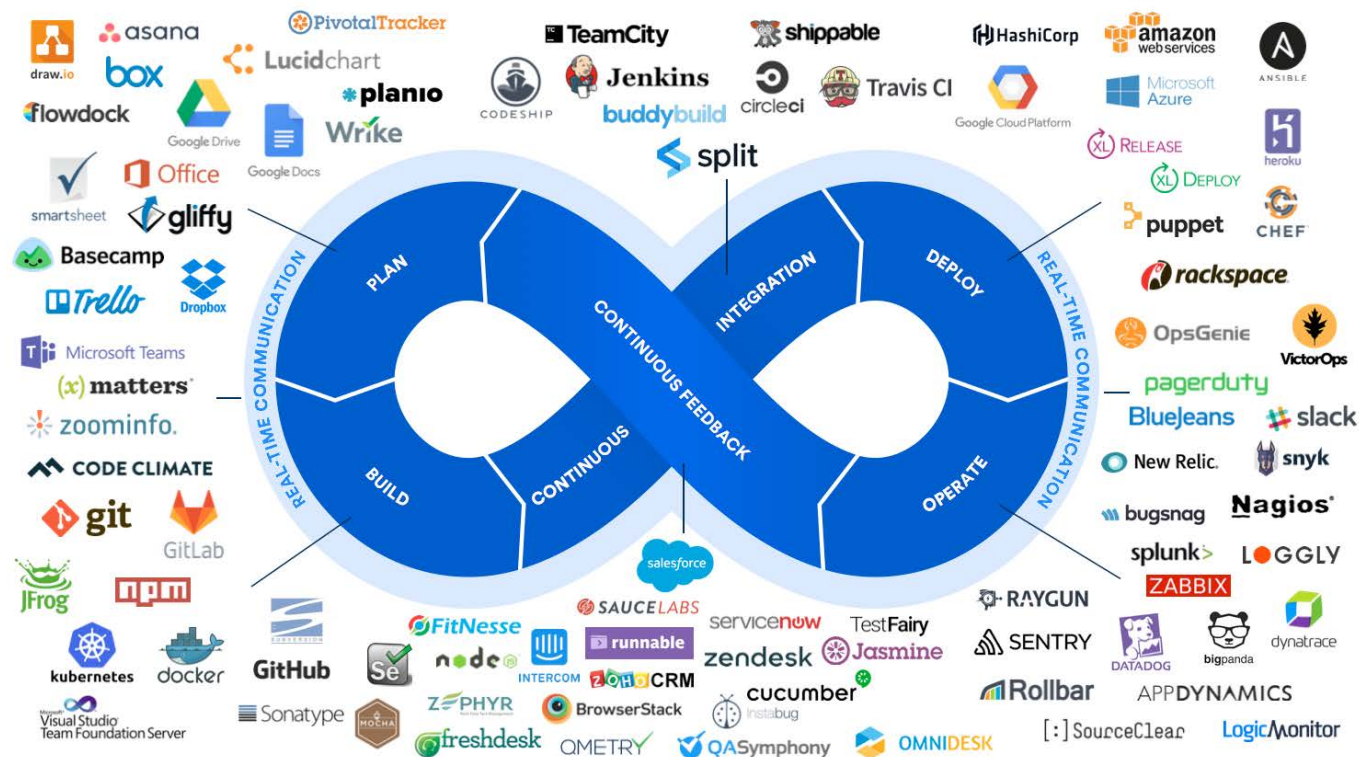 draw.io
asana
PivotalTracker
box
Lucidchart
flowdock
Google Drive
planio
Google Docs
Wrike
smartsheet
Office
gliffy
Basecamp
Trello
Dropbox
TC
TeamCity
shippable
CODESHIP
Jenkins
circleci
Travis CI
buddybuild
split
HashiCorp
amazon
web services
ANSIBLE
Google Cloud Platform
Microsoft
Azure
XL RELEASE
heroku
XL DEPLOY
puppet
CHEF
rackspace
PLAN
CONTINUOUS FEEDBACK
INTEGRATION
DEPLOY
REAL-TIME COMMUNICATION
REAL-TIME COMMUNICATION
BUILD
CONTINUOUS
OPERATE
Microsoft Teams
(x) matters
zoominfo.
OpsGenie
VictorOps
pagerduty
BlueJeans
slack
CODE CLIMATE
git
GitLab
JFrog
npm
kubernetes
docker
SUBVERSION
GitHub
Microsoft
Visual Studio
Team Foundation Server
Sonatype
New Relic.
snyk
bugsnag
Nagios
splunk>
LOGGLY
ZABBIX
RAYGUN
SENTRY
DATADOG
bigpanda
dynatrace
Rollbar
APPDYNAMICS
[:]SourceClear
LogicMonitor
salesforce
SAUCELABS
FitNesse
Se
node
JS
INTERCOM
runnable
servicenow
TestFairy
zendesk
Jasmine
ZOHO CRM
cucumber
MOCHA
ZEPHYR
BrowserStack
Instabug
freshdesk
QMETRY
QASymphony
OMNIDESK